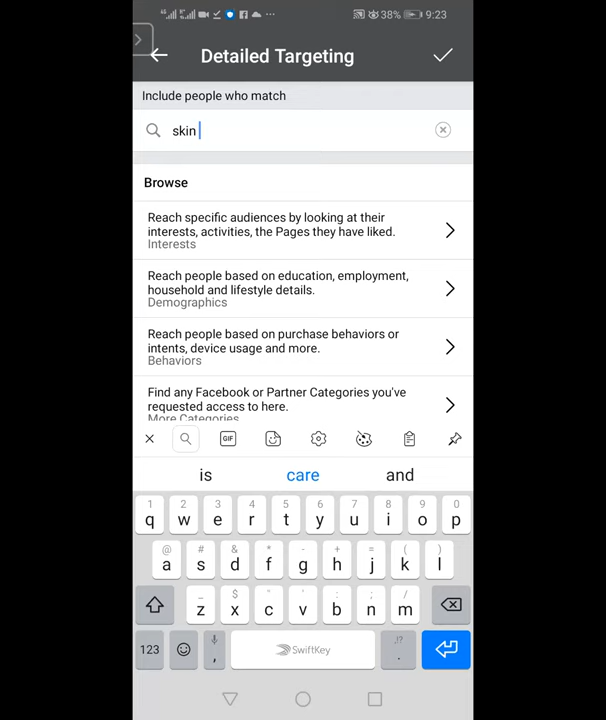 38% 9:23
Detailed Targeting
Include people who match
skin
Browse
Reach specific audiences by looking at their
interests, activities, the Pages they have liked.
Interests
Reach people based on education, employment,
household and lifestyle details.
Demographics
Reach people based on purchase behaviors or
intents, device usage and more.
Behaviors
Find any Facebook or Partner Categories you've
requested access to here.
More Categories
GIF
is care and
1 2 3 4 5 6 7 8 9 0
q w e r t y u i o p
@ # & * - + = ( )
a s d f g h j k l
_ $ " ' : ; /
z x c v b n m
123 , SwiftKey ,!? .